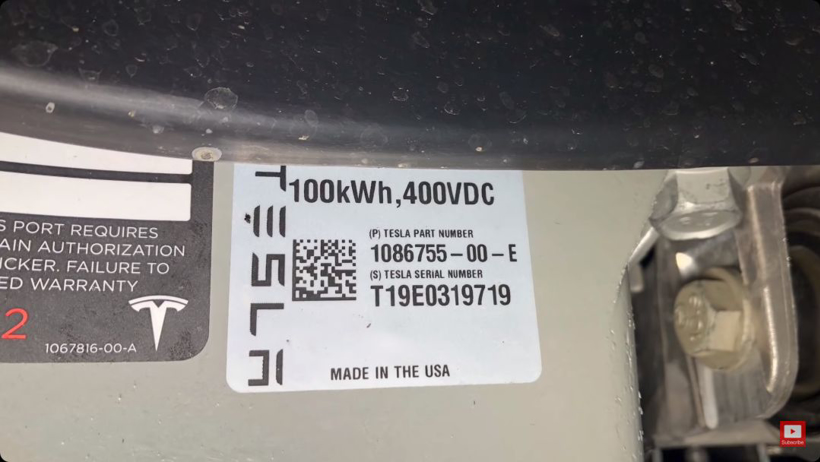 S PORT REQUIRES
AIN AUTHORIZATION
ICKER. FAILURE TO
ED WARRANTY
2
1067816-00-A
TESLA
100kWh,400VDC
(P) TESLA PART NUMBER
1086755-00-E
(S) TESLA SERIAL NUMBER
T19E0319719
MADE IN THE USA
Subscribe